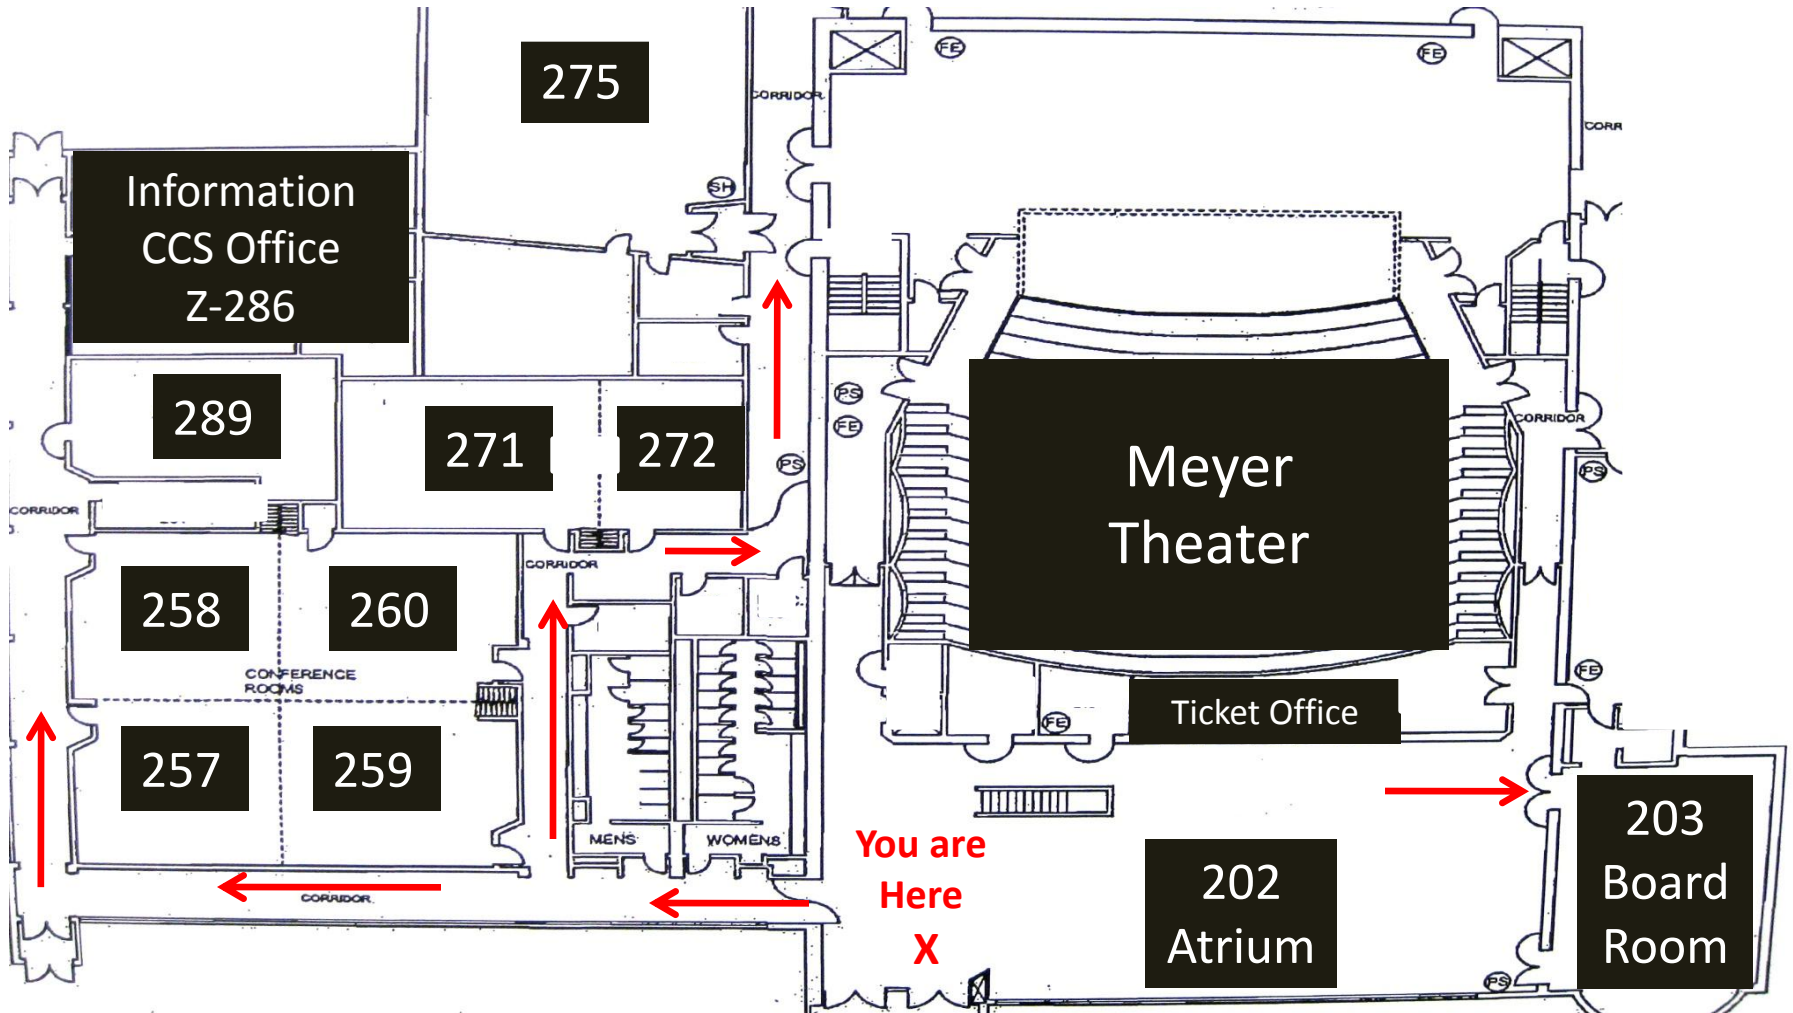 275
FE
FE
CORRIDOR
CORR
Information
CCS Office
Z-286
SH
289
271
272
PS
FE
PS
CORRIDOR
PS
Meyer
Theater
CORRIDOR
CORRIDOR
258
260
CONFERENCE
ROOMS
FE
FE
Ticket Office
257
259
MENS
WOMENS
You are
Here
X
202
Atrium
203
Board
Room
CORRIDOR
PS